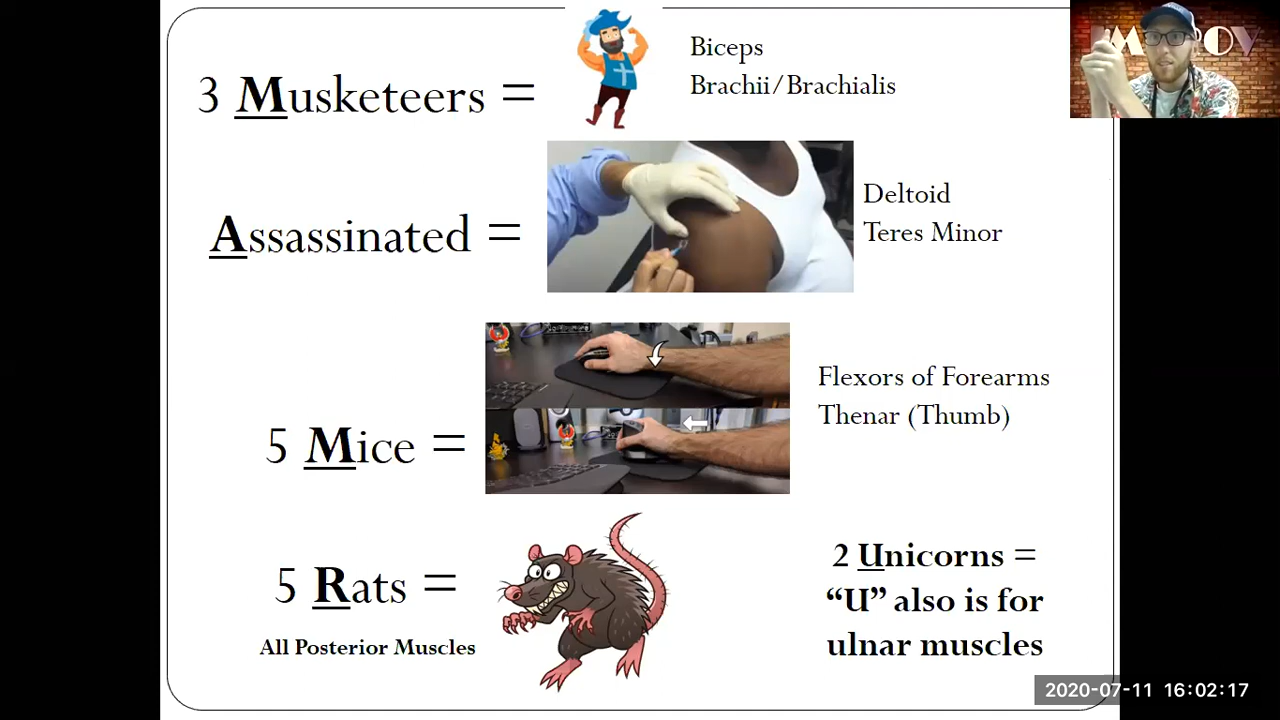 3 Musketeers =
Biceps
Brachii/Brachialis
Assassinated =
Deltoid
Teres Minor
5 Mice =
Flexors of Forearms
Thenar (Thumb)
5 Rats =
All Posterior Muscles
2 Unicorns =
“U” also is for
ulnar muscles
2020-07-11 16:02:17